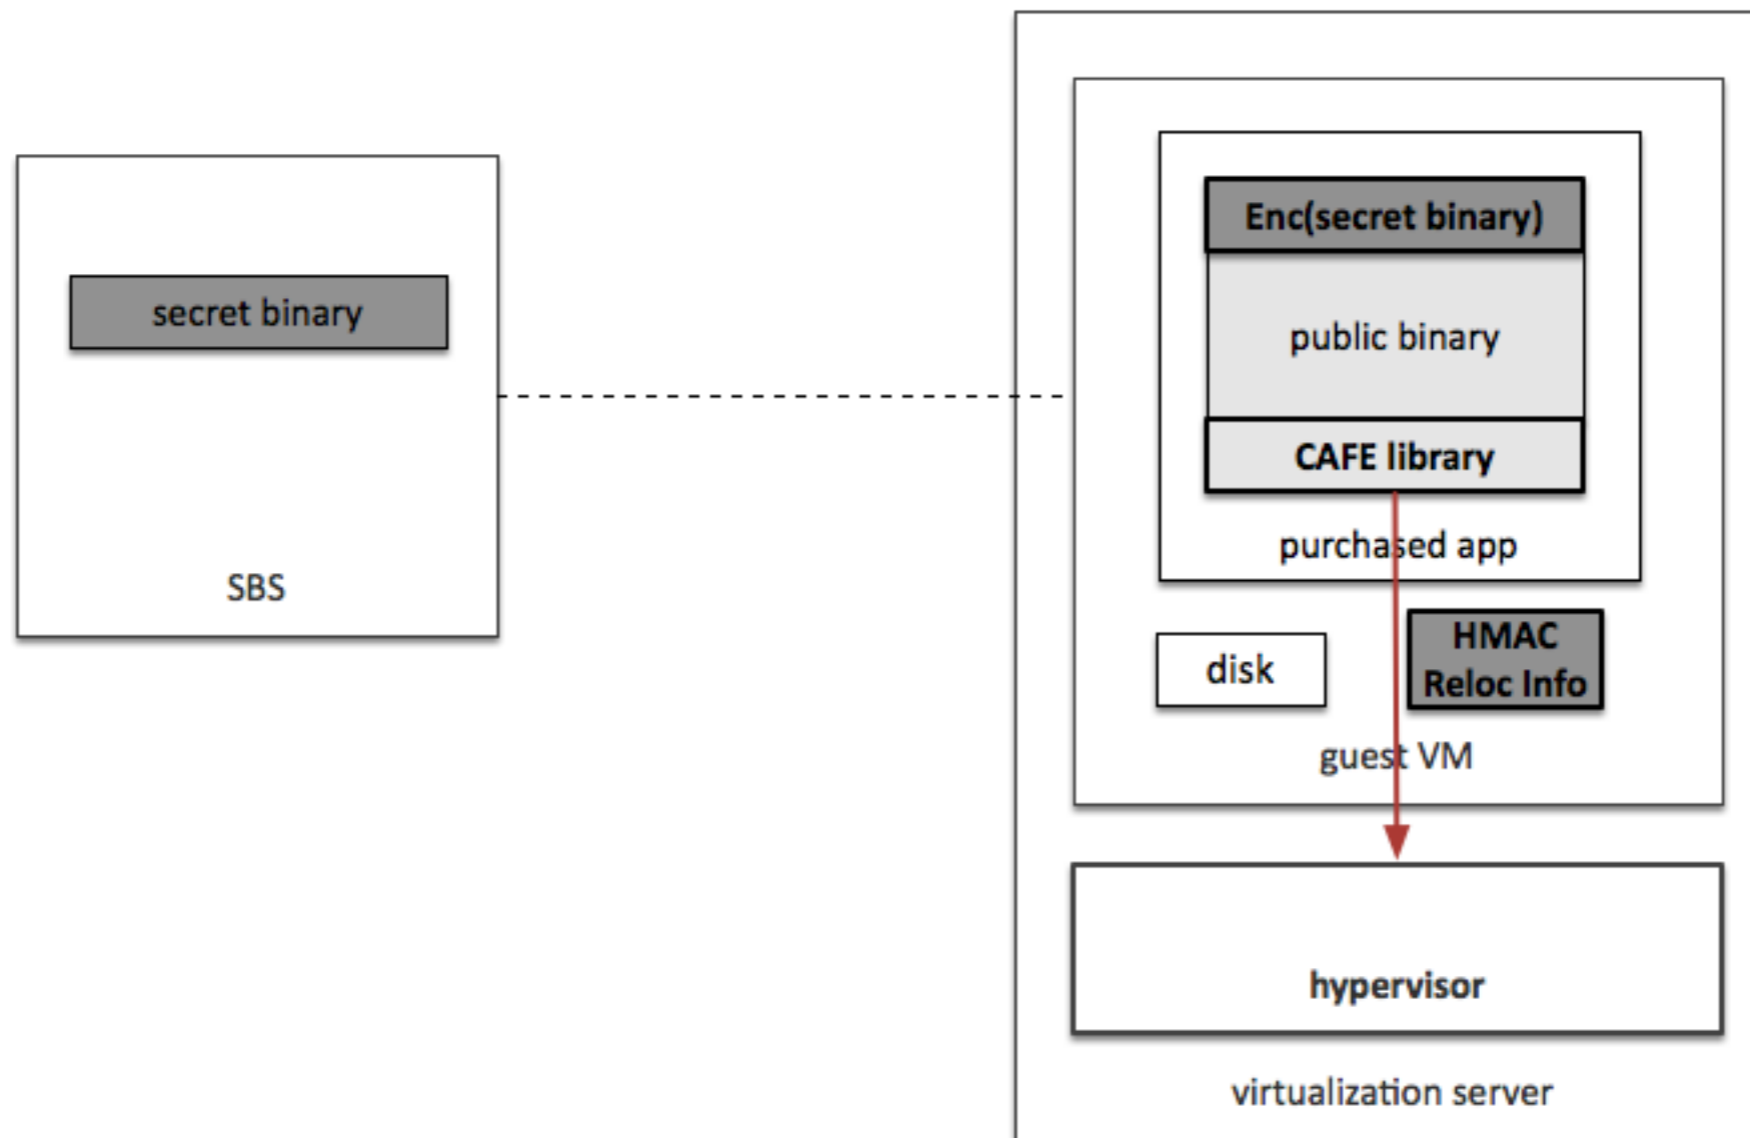 secret binary
SBS
Enc(secret binary)
public binary
CAFE library
purchased app
disk
HMAC
Reloc Info
guest VM
hypervisor
virtualization server